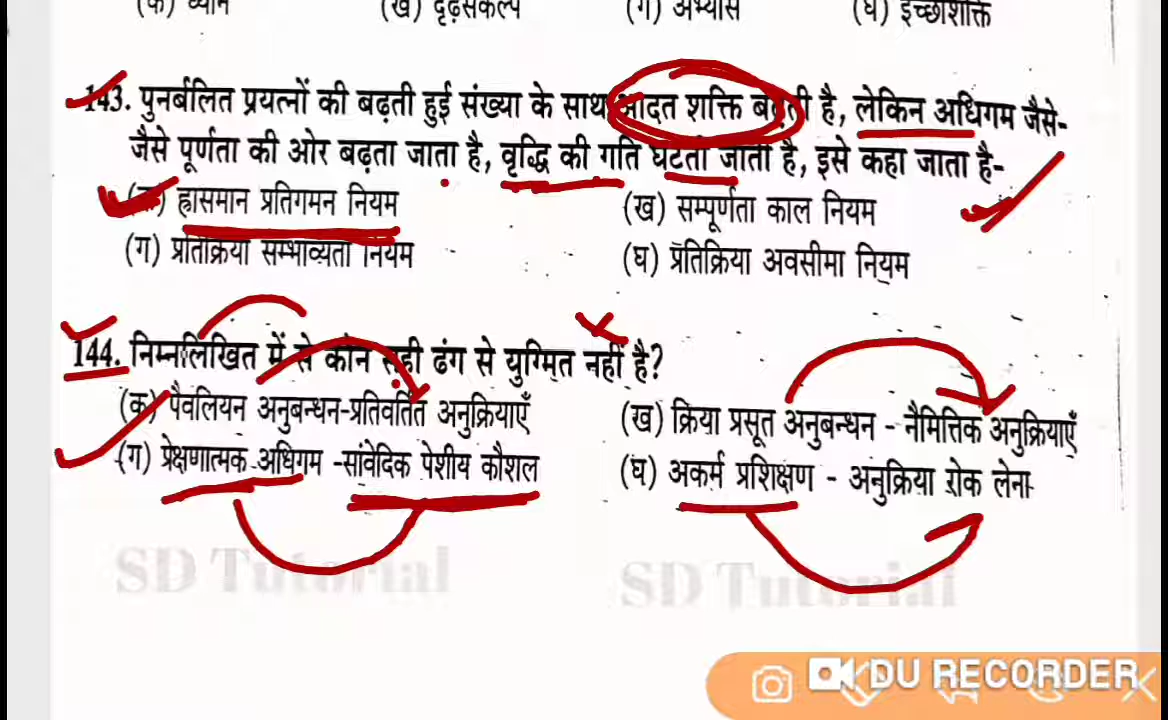 (क) ध्यान (ख) दृढ़संकल्प (ग) अभ्यास (घ) इच्छाशक्ति
143. पुनर्बलित प्रयत्नों की बढ़ती हुई संख्या के साथ आदत शक्ति बढ़ती है, लेकिन अधिगम जैसे-
जैसे पूर्णता की ओर बढ़ता जाता है, वृद्धि की गति घटती जाती है, इसे कहा जाता है-
(क) ह्रासमान प्रतिगमन नियम (ख) सम्पूर्णता काल नियम
(ग) प्रतिक्रिया सम्भाव्यता नियम (घ) प्रतिक्रिया अवसीमा नियम
144. निम्नलिखित में से कौन सही ढंग से युग्मित नहीं है?
(क) पैवलियन अनुबन्धन-प्रतिवर्तित अनुक्रियाएँ (ख) क्रिया प्रसूत अनुबन्धन - नैमित्तिक अनुक्रियाएँ
(ग) प्रेक्षणात्मक अधिगम -सांवेदिक पेशीय कौशल (घ) अकर्म प्रशिक्षण - अनुक्रिया रोक लेना
SD Tutorial SD Tutorial
DU RECORDER